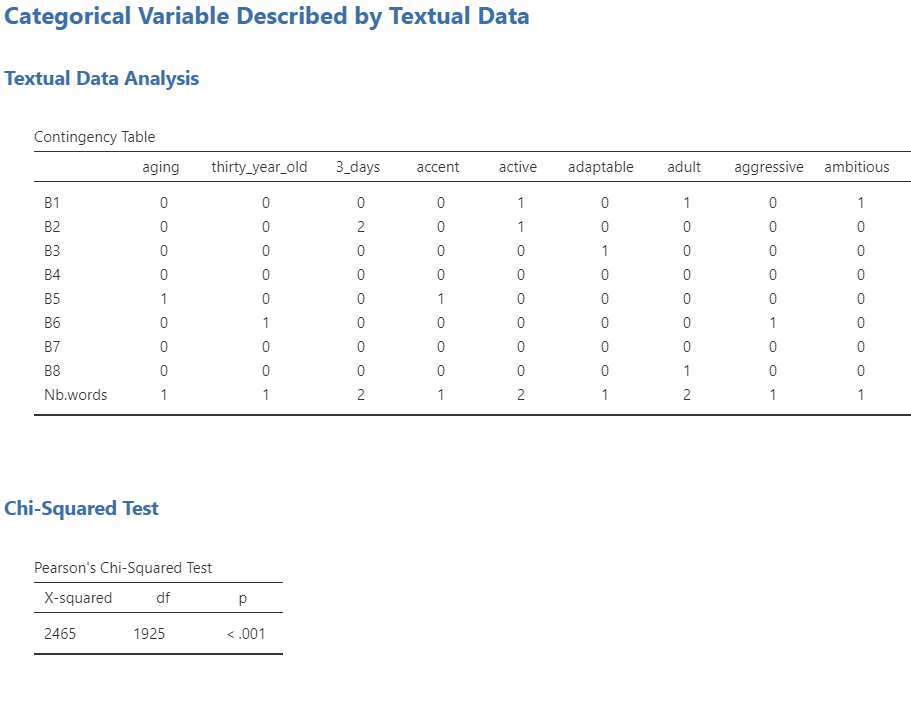 Categorical Variable Described by Textual Data
Textual Data Analysis
Contingency Table
aging thirty_year_old 3_days accent active adaptable adult aggressive ambitious
B1 0 0 0 0 1 0 1 0 1
B2 0 0 2 0 1 0 0 0 0
B3 0 0 0 0 0 1 0 0 0
B4 0 0 0 0 0 0 0 0 0
B5 1 0 0 1 0 0 0 0 0
B6 0 1 0 0 0 0 0 1 0
B7 0 0 0 0 0 0 0 0 0
B8 0 0 0 0 0 0 1 0 0
Nb.words 1 1 2 1 2 1 2 1 1
Chi-Squared Test
Pearson's Chi-Squared Test
X-squared df p
2465 1925 < .001